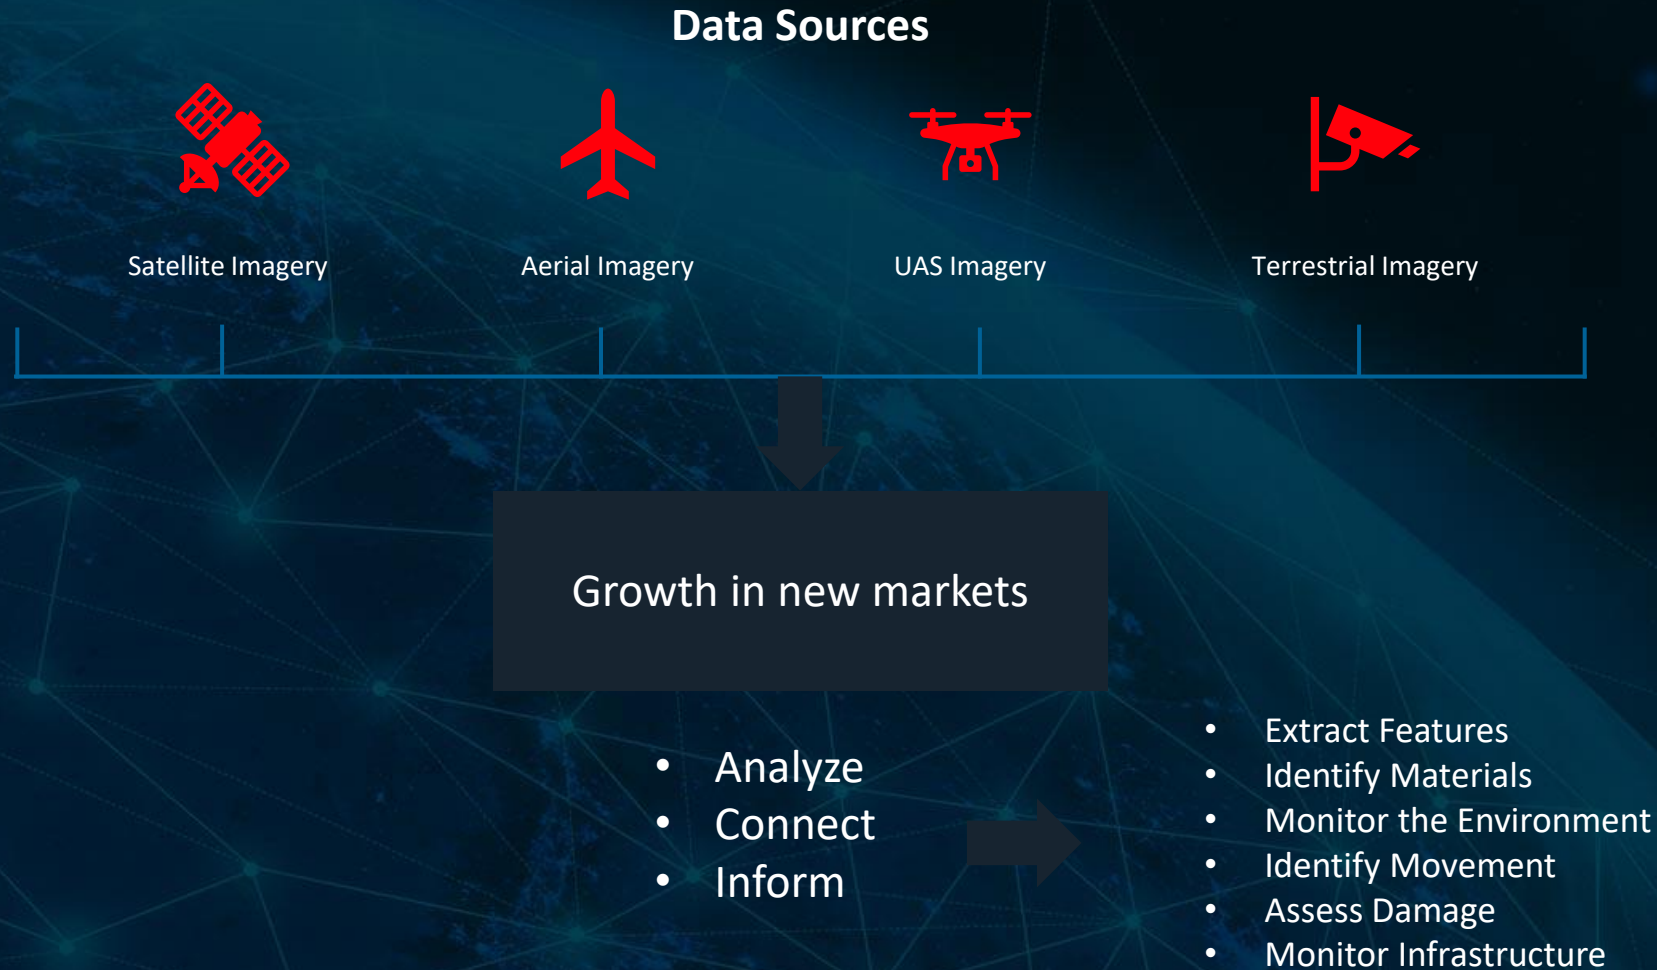 Data Sources
Satellite Imagery
Aerial Imagery
UAS Imagery
Terrestrial Imagery
Growth in new markets
• Analyze
• Connect
• Inform
• Extract Features
• Identify Materials
• Monitor the Environment
• Identify Movement
• Assess Damage
• Monitor Infrastructure